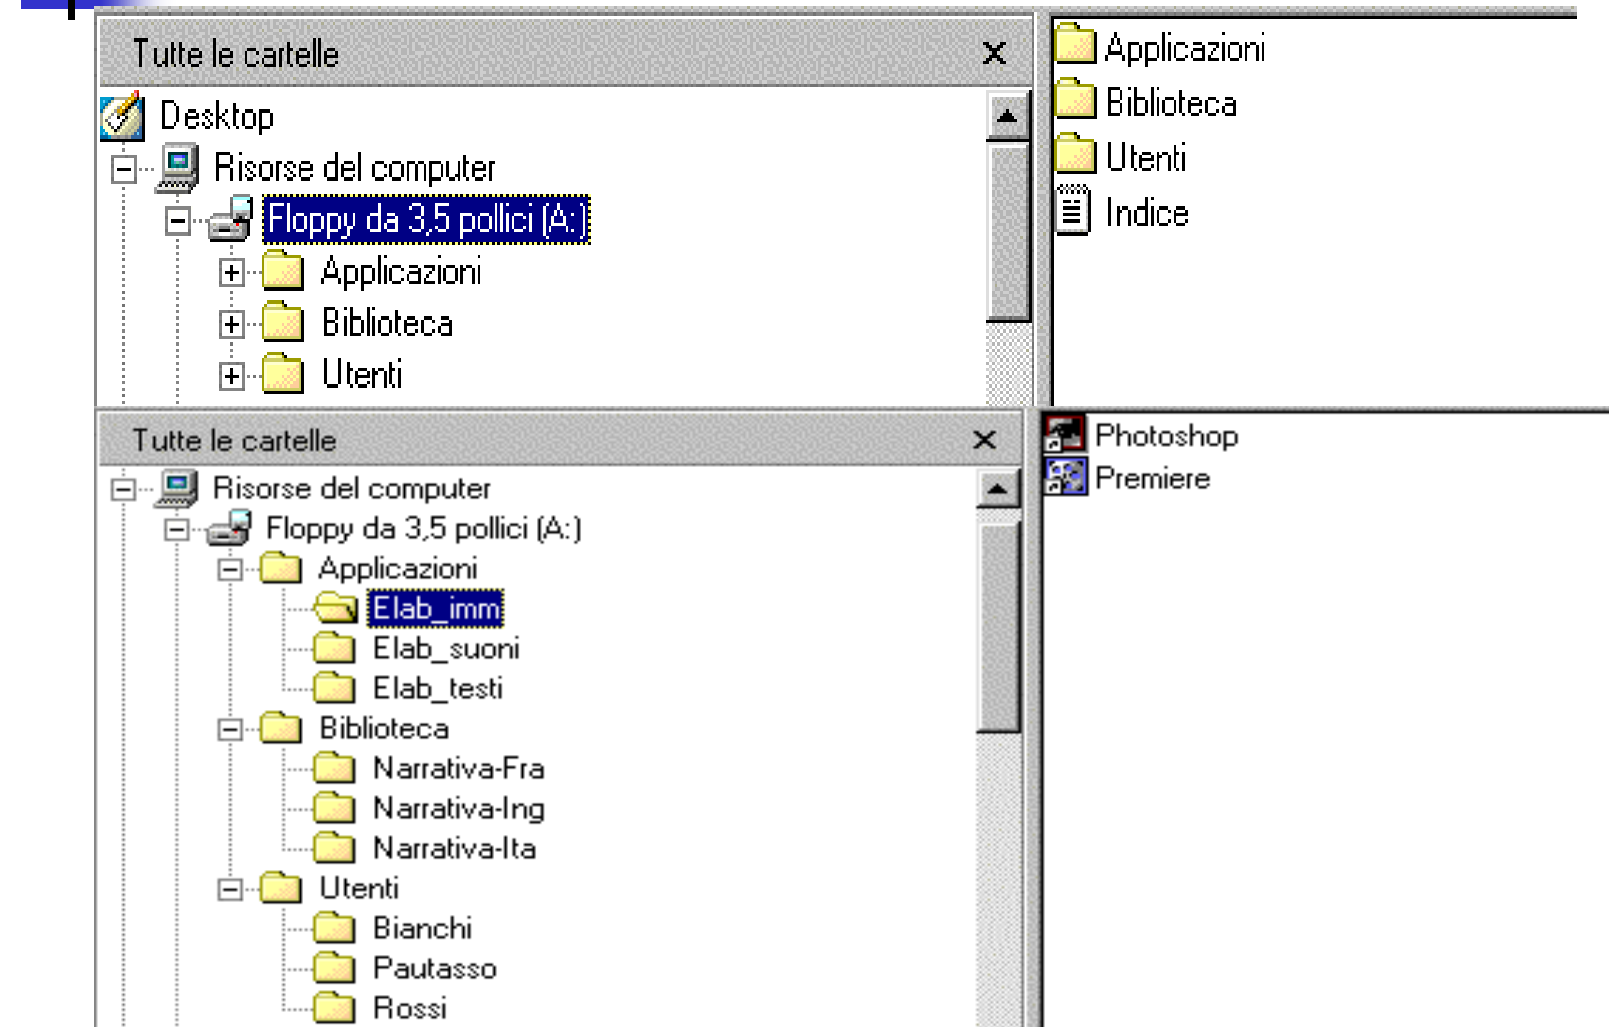 Tutte le cartelle
Desktop
Risorse del computer
Floppy da 3,5 pollici (A:)
Applicazioni
Biblioteca
Utenti
Applicazioni
Biblioteca
Utenti
Indice
Tutte le cartelle
Risorse del computer
Floppy da 3,5 pollici (A:)
Applicazioni
Elab_imm
Elab_suoni
Elab_testi
Biblioteca
Narrativa-Fra
Narrativa-Ing
Narrativa-Ita
Utenti
Bianchi
Pautasso
Rossi
Photoshop
Premiere